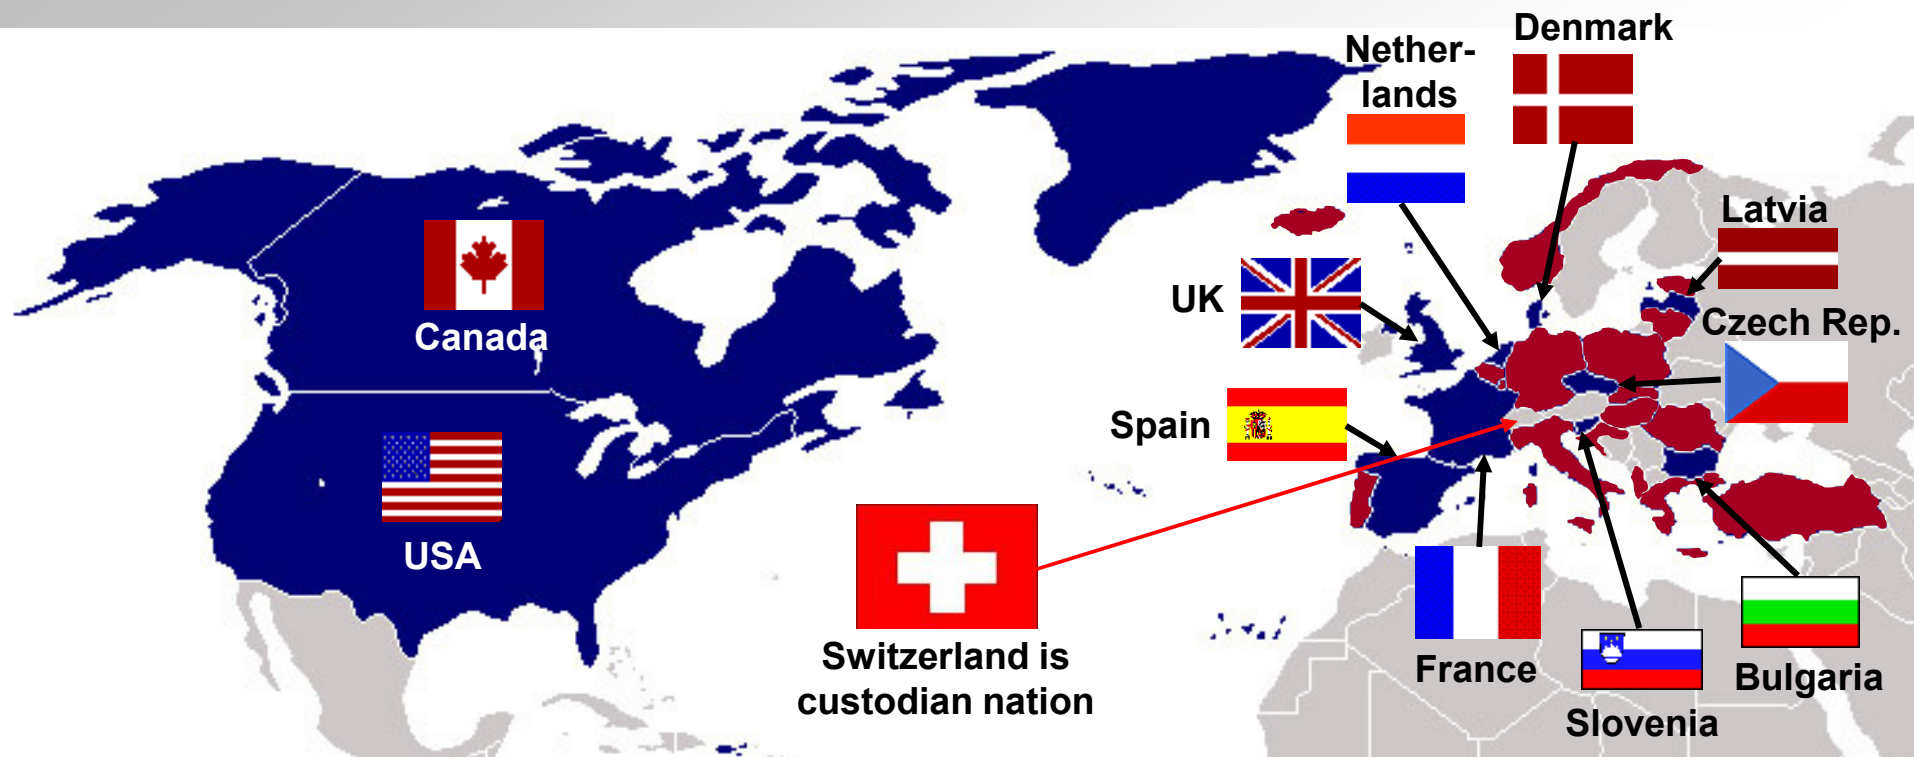 Denmark
Nether-
lands
Latvia
UK
Czech Rep.
Canada
Spain
USA
Switzerland is
custodian nation
France
Bulgaria
Slovenia